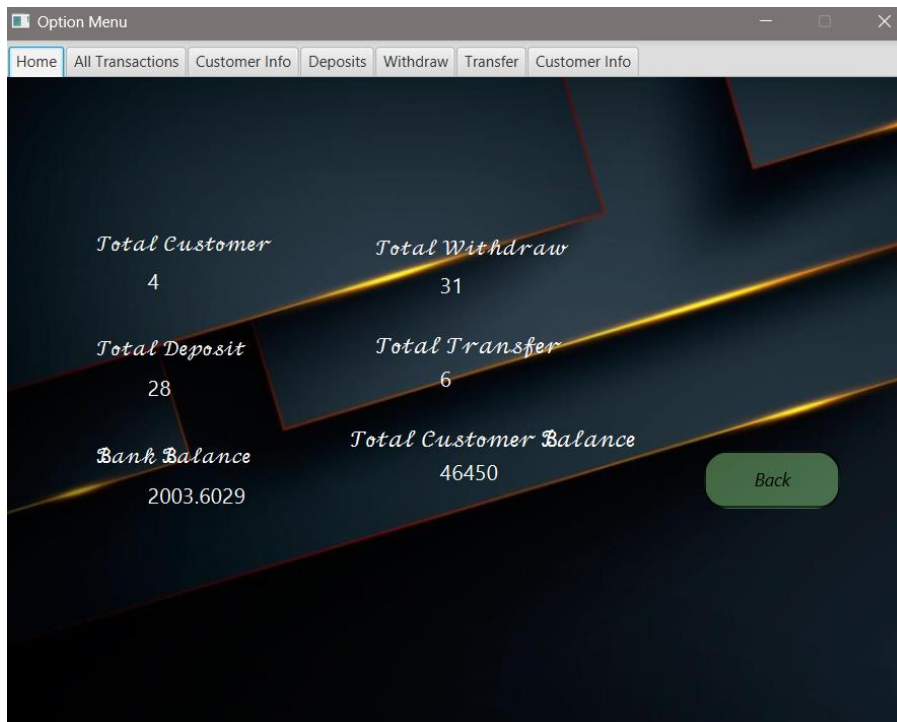 Option Menu
Home All Transactions Customer Info Deposits Withdraw Transfer Customer Info
Total Customer
4
Total Withdraw
31
Total Deposit
28
Total Transfer
6
Bank Balance
2003.6029
Total Customer Balance
46450
Back